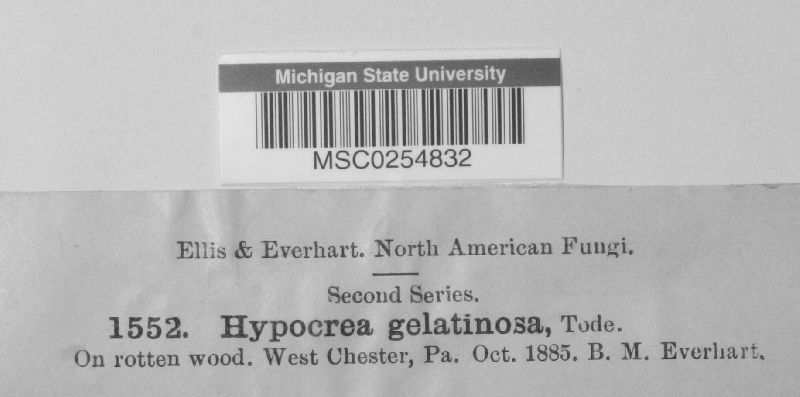 Michigan State University
MSC0254832
Ellis & Everhart. North American Fungi.
Second Series.
1552. Hypocrea gelatinosa, Tode.
On rotten wood. West Chester, Pa. Oct. 1885. B. M. Everhart.